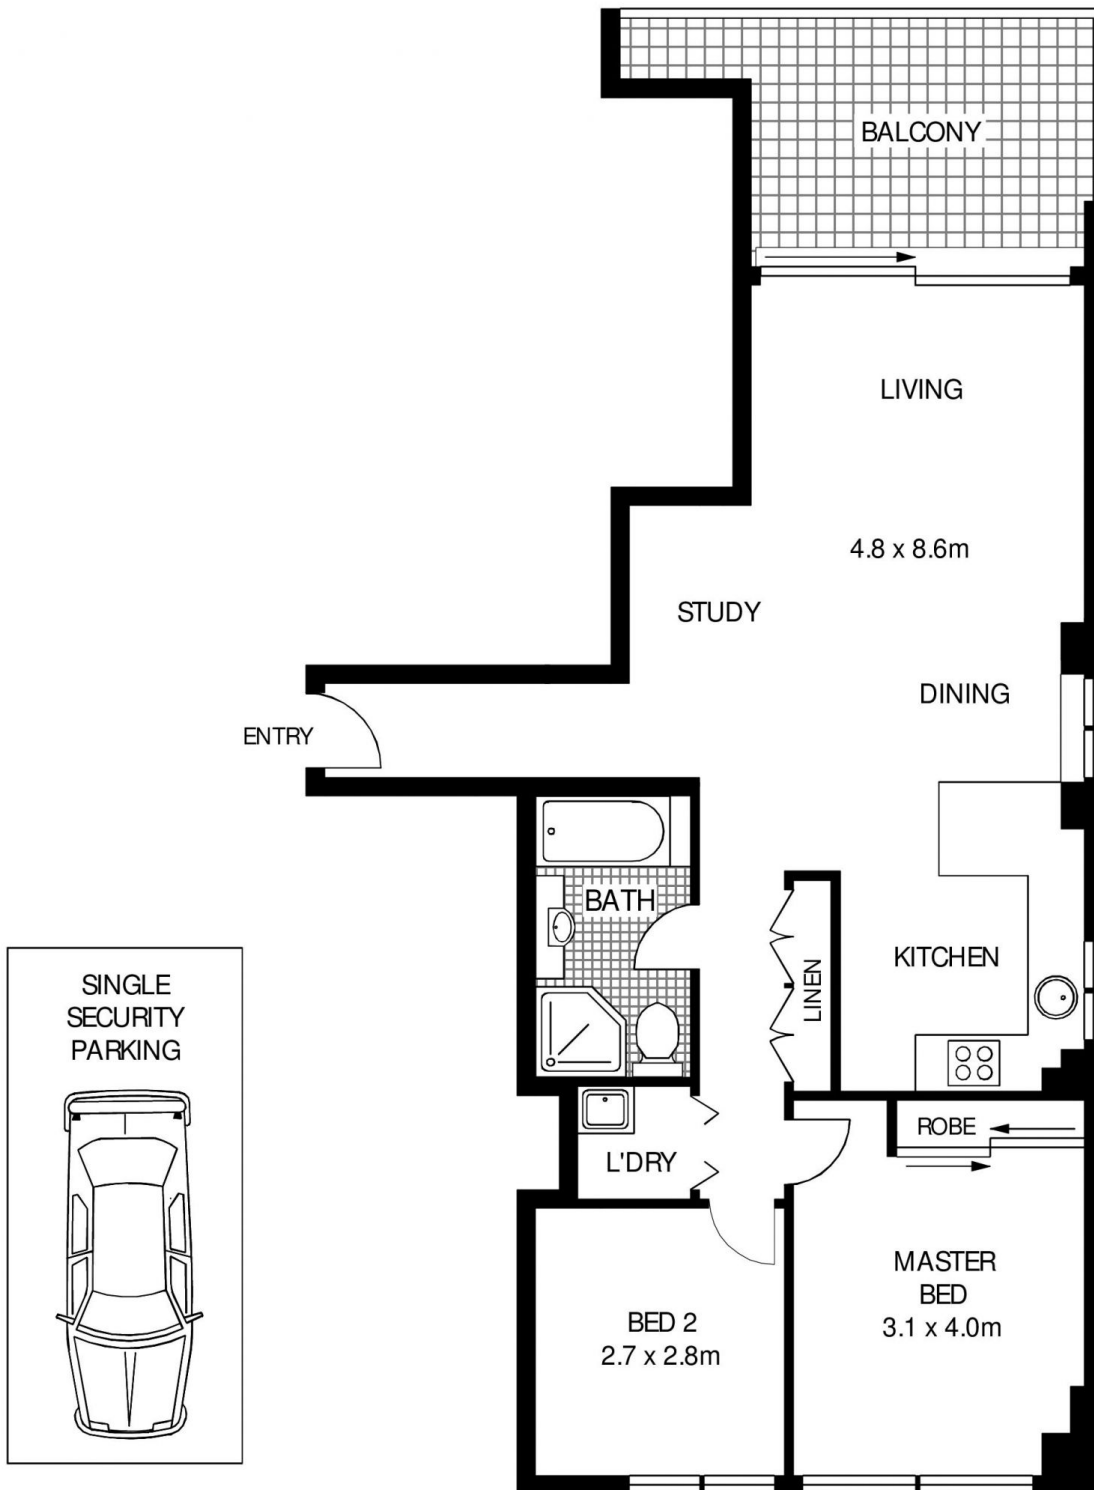 BALCONY
LIVING
4.8 x 8.6m
STUDY
DINING
ENTRY
BATH
KITCHEN
LINEN
SINGLE
SECURITY
PARKING
ROBE
L'DRY
MASTER
BED
3.1 x 4.0m
BED 2
2.7 x 2.8m